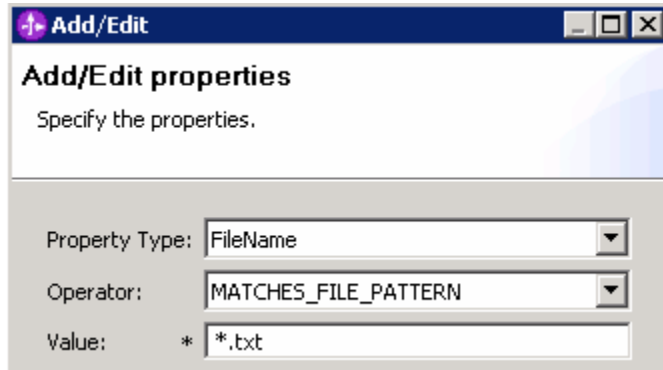 Add/Edit
Add/Edit properties
Specify the properties.
Property Type: FileName
Operator: MATCHES_FILE_PATTERN
Value: * *.txt